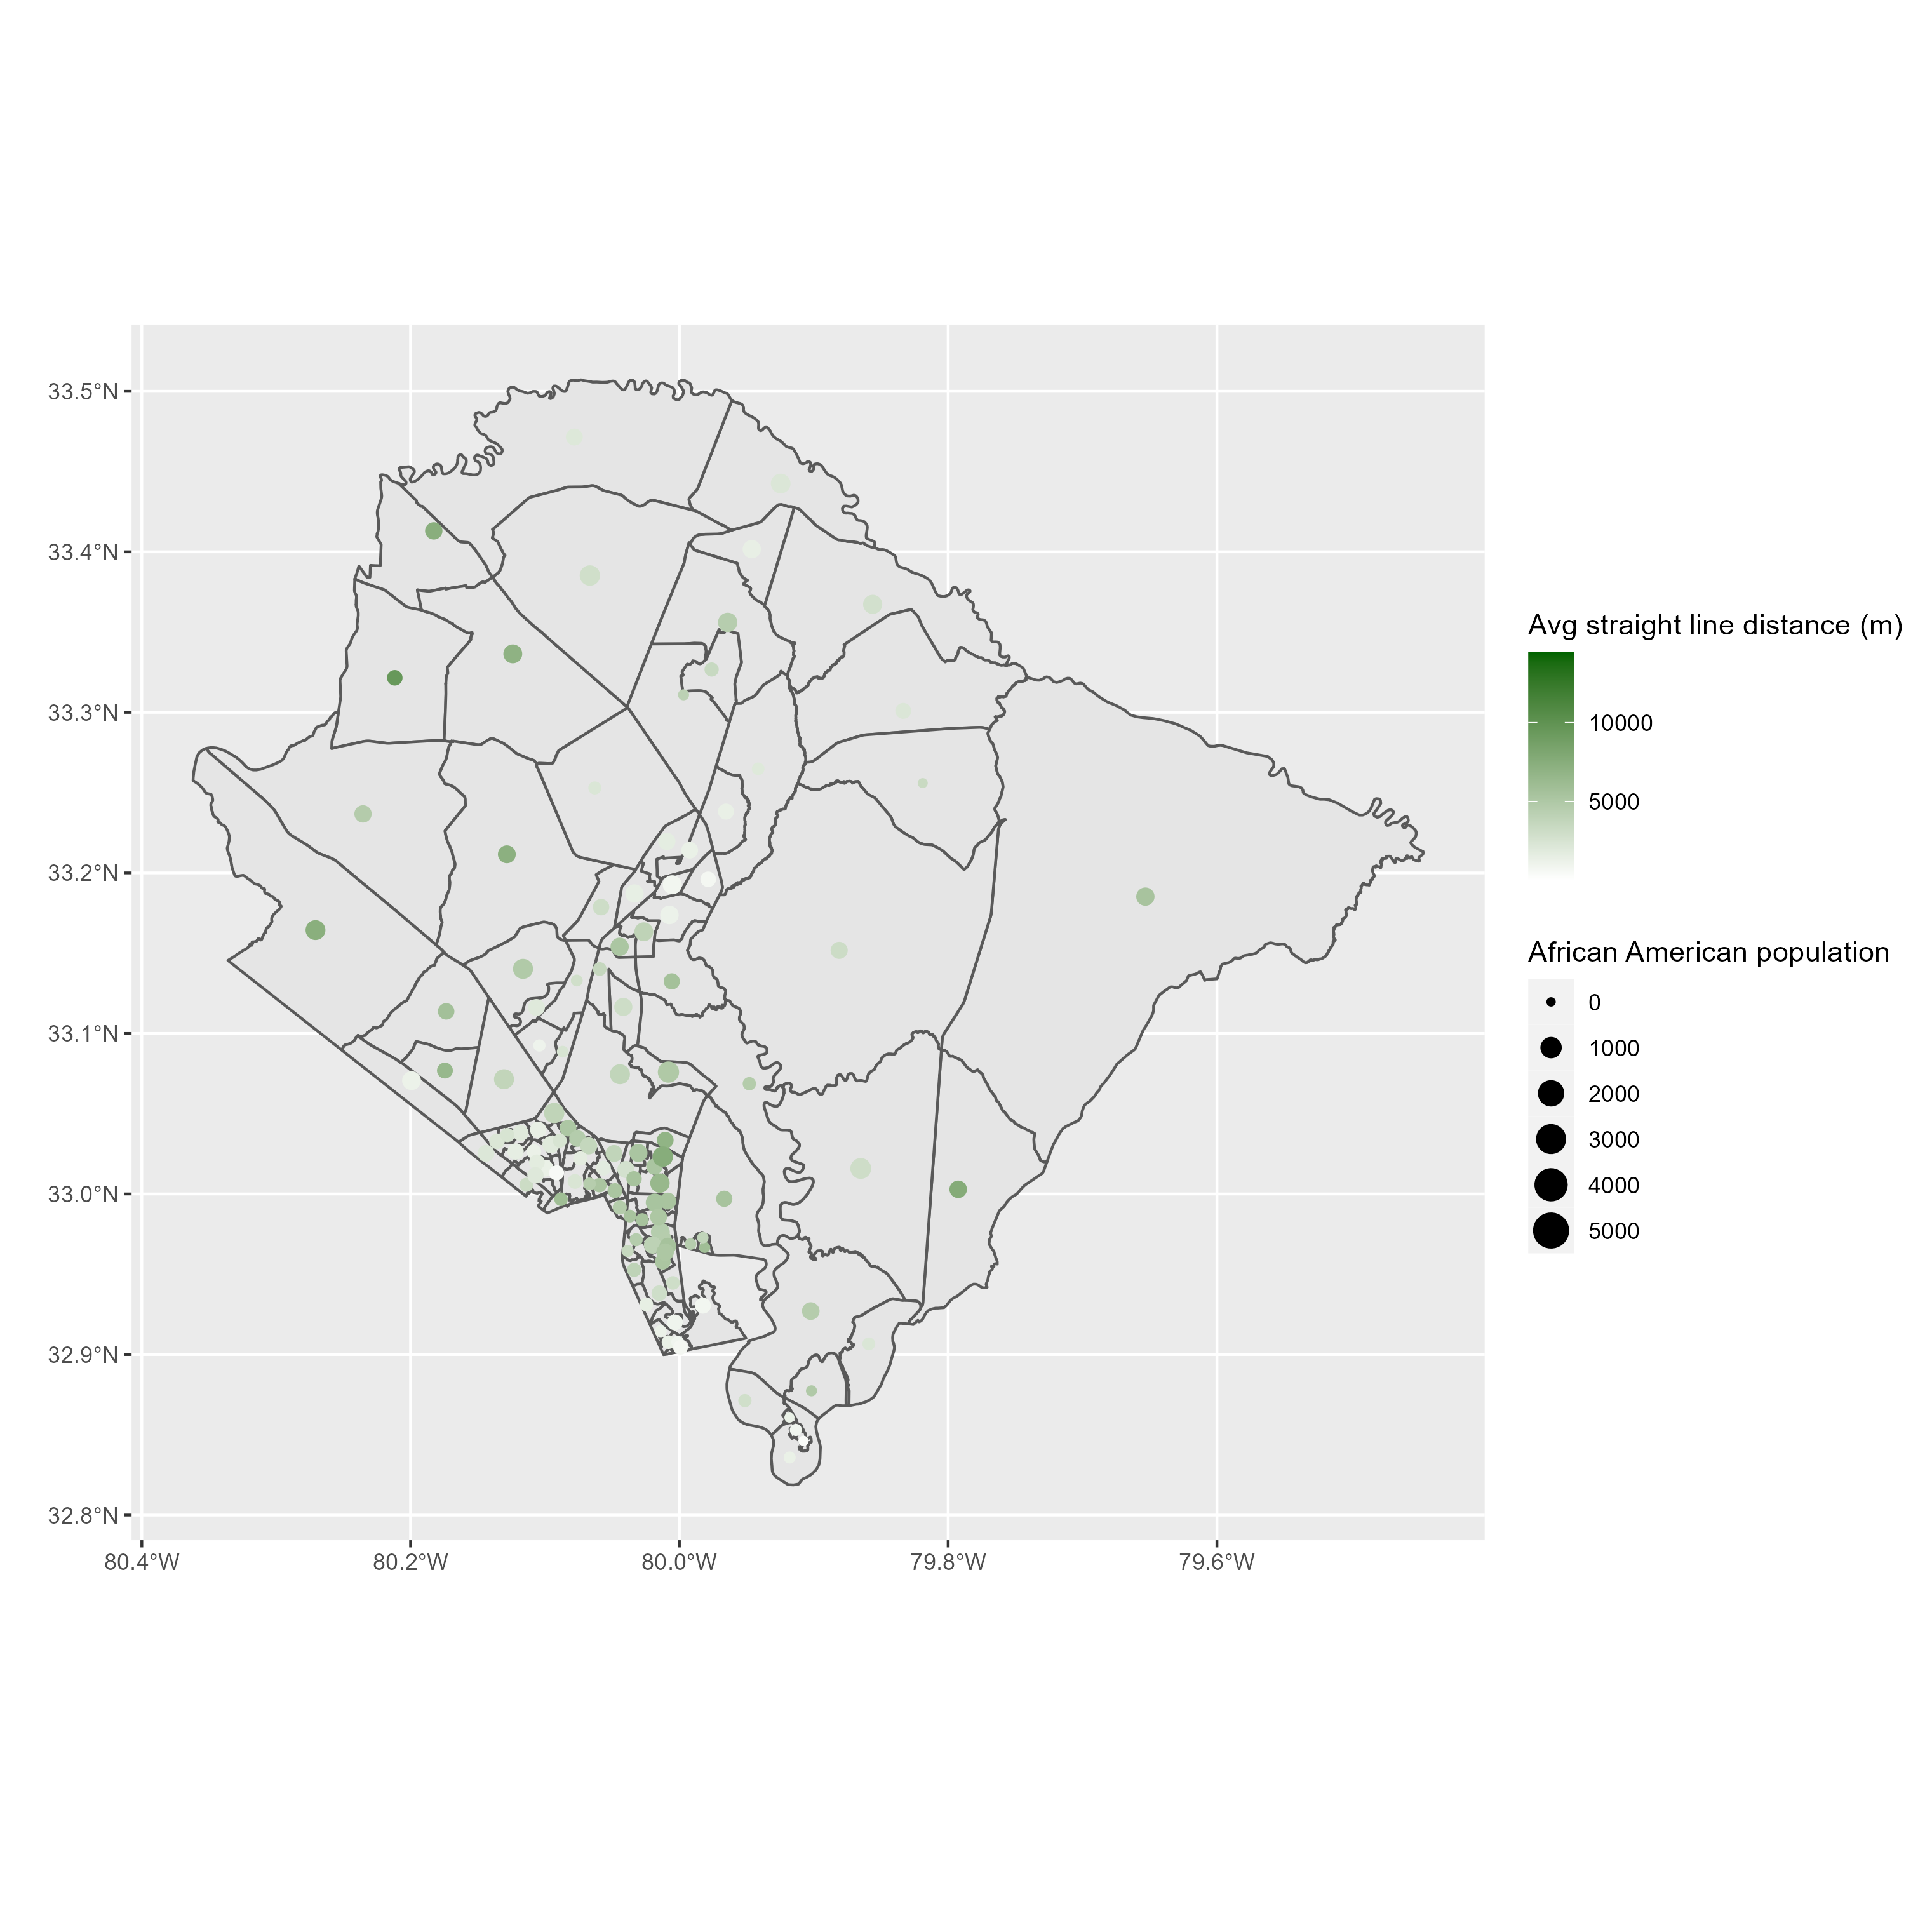 33.5°N
33.4°N
33.3°N
33.2°N
33.1°N
33.0°N
32.9°N
32.8°N
80.4°W 80.2°W 80.0°W 79.8°W 79.6°W
Avg straight line distance (m)
10000
5000
African American population
0
1000
2000
3000
4000
5000